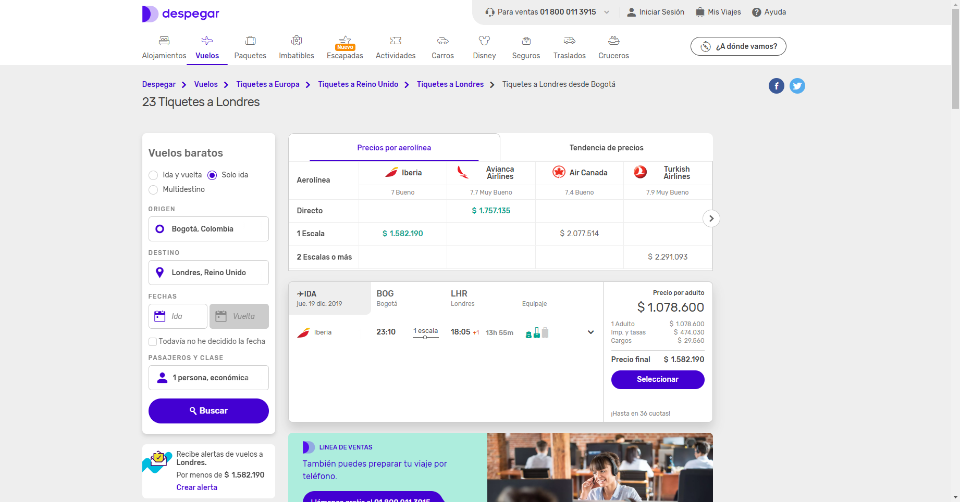 despegar
Para ventas 01 800 011 3915
Iniciar Sesión
Mis Viajes
Ayuda
Alojamientos
Vuelos
Paquetes
Imbatibles
Nuevo
Escapadas
Actividades
Carros
Disney
Seguros
Traslados
Cruceros
¿A dónde vamos?
Despegar > Vuelos > Tiquetes a Europa > Tiquetes a Reino Unido > Tiquetes a Londres > Tiquetes a Londres desde Bogotá
23 Tiquetes a Londres
Vuelos baratos
Ida y vuelta
Solo ida
Multidestino
ORIGEN
Bogotá, Colombia
DESTINO
Londres, Reino Unido
FECHAS
Ida
Vuelta
Todavía no he decidido la fecha
PASAJEROS Y CLASE
1 persona, económica
Buscar
Recibe alertas de vuelos a
Londres.
Por menos de $ 1.582.190
Crear alerta
Precios por aerolínea
Tendencia de precios
Aerolínea
Iberia
7 Bueno
Avianca
Airlines
7.7 Muy Bueno
Air Canada
7.4 Bueno
Turkish
Airlines
7.9 Muy Bueno
Directo
$ 1.757.135
1 Escala
$ 1.582.190
$ 2.077.514
2 Escalas o más
$ 2.291.093
IDA
jue. 19 dic. 2019
BOG
Bogotá
LHR
Londres
Equipaje
Iberia
23:10
1 escala
18:05 +1
13h 55m
Precio por adulto
$ 1.078.600
1 Adulto $ 1.078.600
Imp. y tasas $ 474.030
Cargos $ 29.560
Precio final $ 1.582.190
Seleccionar
¡Hasta en 36 cuotas!
LINEA DE VENTAS
También puedes preparar tu viaje por
teléfono.
Llámanos gratis al 01 800 011 3915